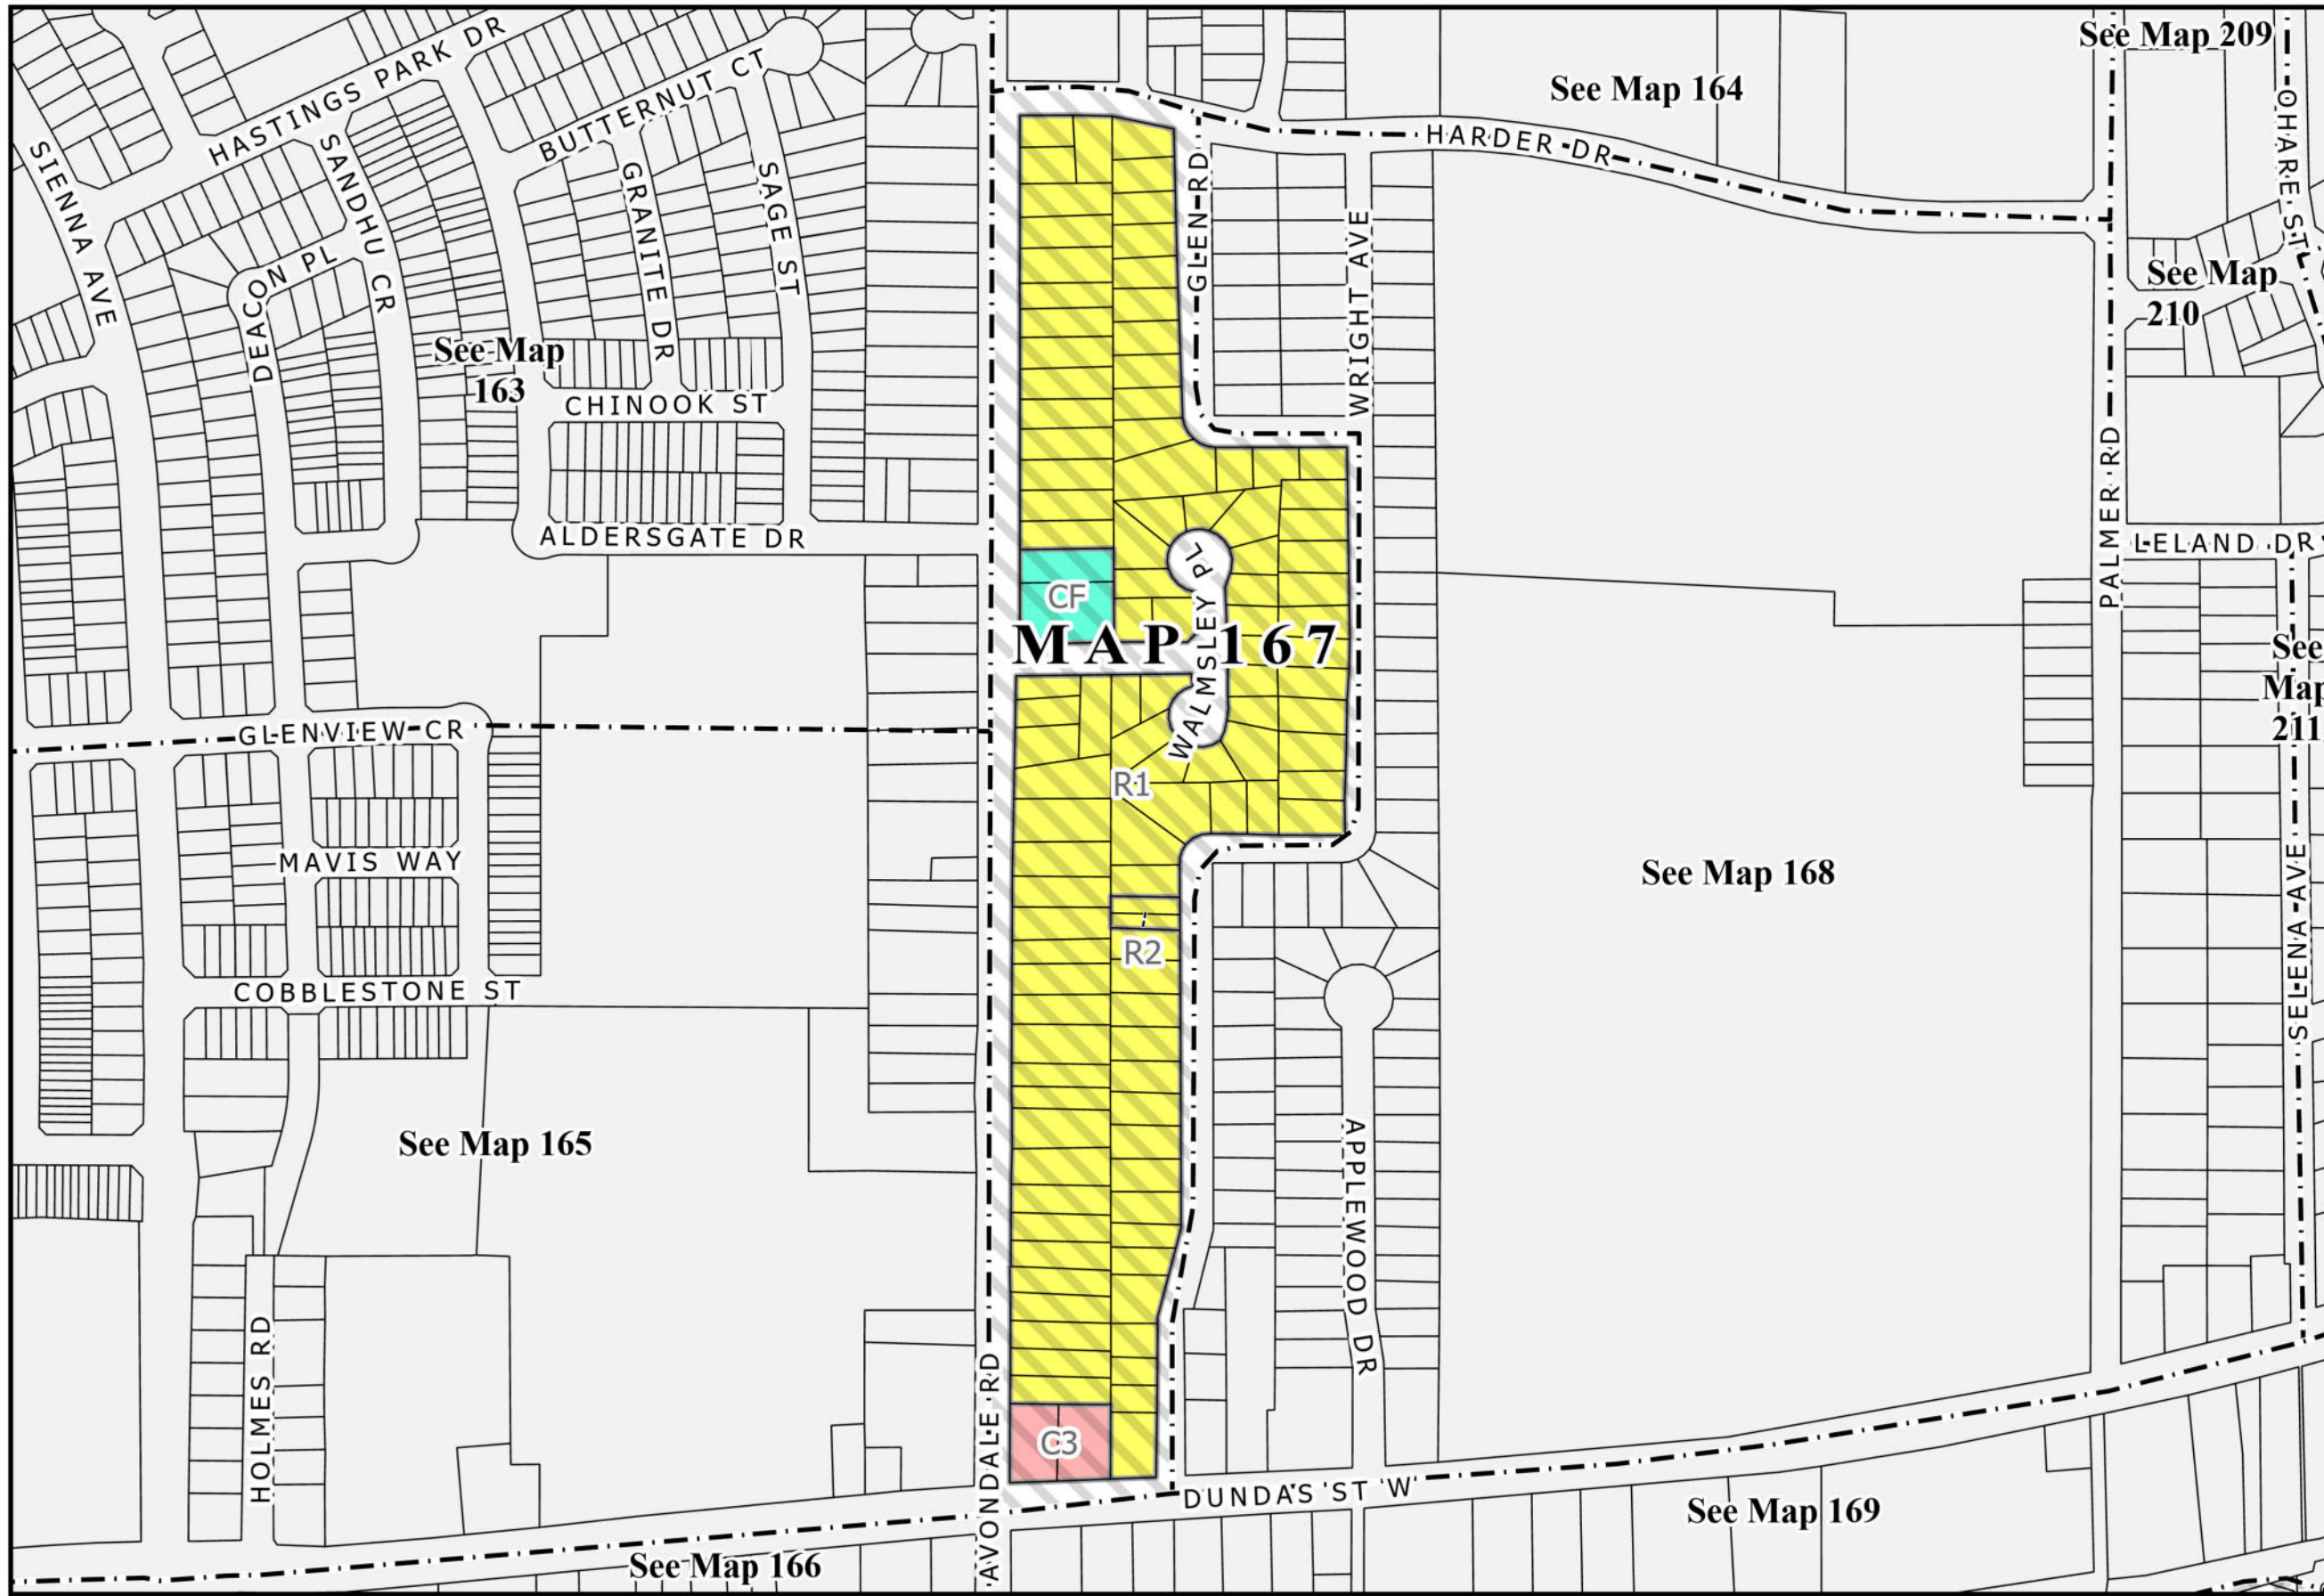 HASTINGS PARK DR
BUTTERNUT CT
SIENNA AVE
SANDHU CR
GRANITE DR
SAGE ST
DEACON PL
See Map
163
CHINOOK ST
ALDERSGATE DR
See Map 164
HARDER DR
See Map 209
OHARE ST
GLEN RD
WRIGHT AVE
See Map
210
PALMER RD
LELAND DR
CF
MAP 167
WALMSLEY PL
See
Map
211
GLENVIEW CR
R1
MAVIS WAY
See Map 168
SELENA AVE
R2
COBBLESTONE ST
See Map 165
APPLEWOOD DR
HOLMES RD
AVONDALE RD
C3
DUNDAS ST W
See Map 169
See Map 166